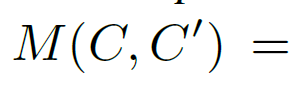 M(C, C′) =